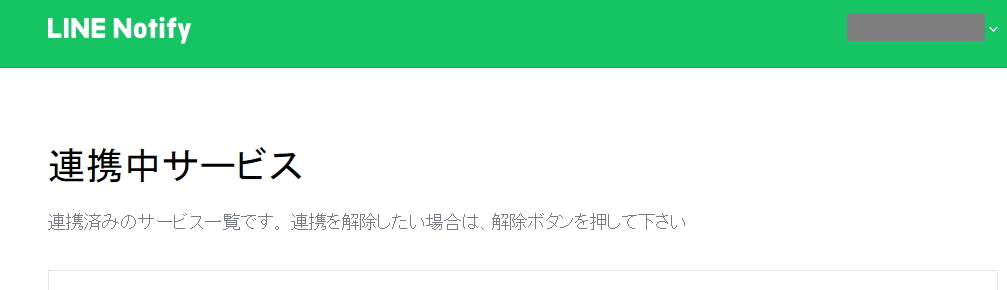 LINE Notify
連携中サービス
連携済みのサービス一覧です。連携を解除したい場合は、解除ボタンを押して下さい